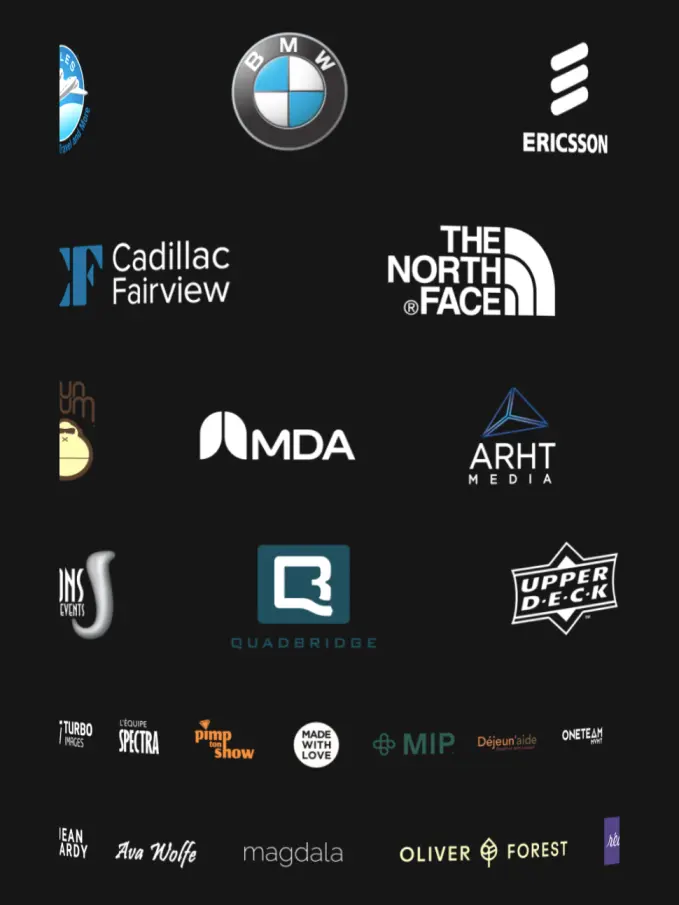 BMW
ERICSSON
Cadillac
Fairview
THE
NORTH
® FACE
MDA
ARHT
MEDIA
EVENTS
QUADBRIDGE
UPPER
D·E·C·K
TURBO
IMAGES
L'ÉQUIPE
SPECTRA
pimp
ton
show
MADE
WITH
LOVE
MIP
Déjeun'aide
ONETEAM
JEAN
Ava Wolfe
magdala
OLIVER FOREST